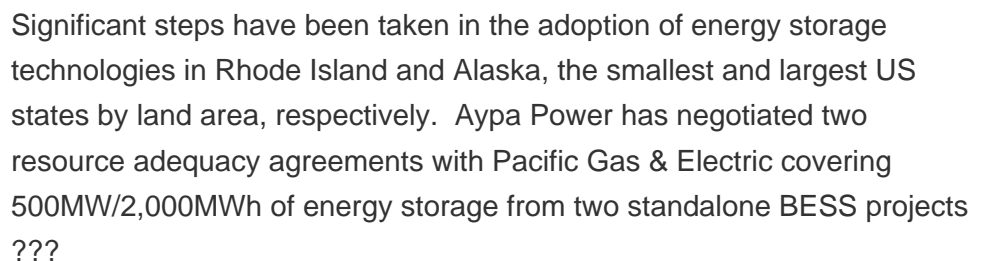 Significant steps have been taken in the adoption of energy storage
technologies in Rhode Island and Alaska, the smallest and largest US
states by land area, respectively.  Aypa Power has negotiated two
resource adequacy agreements with Pacific Gas & Electric covering
500MW/2,000MWh of energy storage from two standalone BESS projects
???